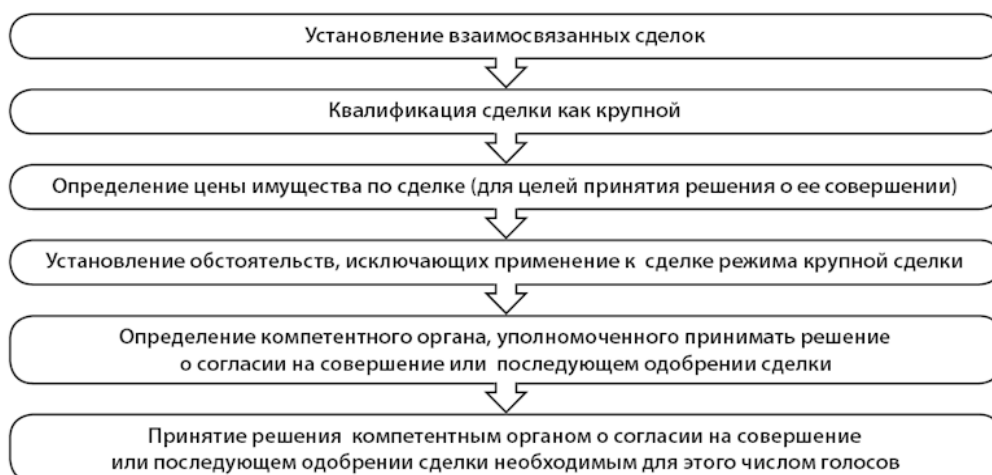 Установление взаимосвязанных сделок
Квалификация сделки как крупной
Определение цены имущества по сделке (для целей принятия решения о ее совершении)
Установление обстоятельств, исключающих применение к сделке режима крупной сделки
Определение компетентного органа, уполномоченного принимать решение
о согласии на совершение или последующем одобрении сделки
Принятие решения компетентным органом о согласии на совершение
или последующем одобрении сделки необходимым для этого числом голосов